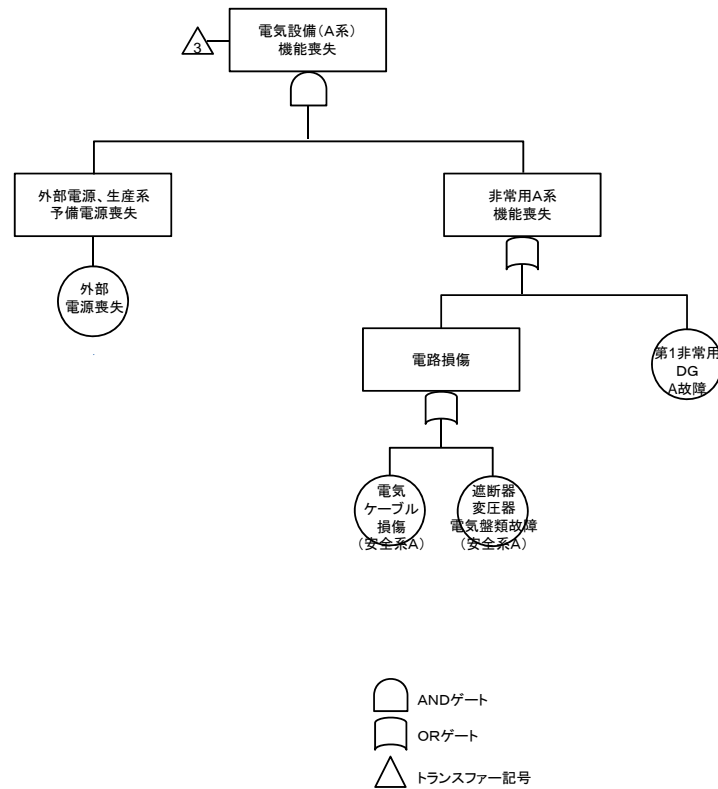 電気設備（A系）
機能喪失
3
外部電源、生産系
予備電源喪失
非常用A系
機能喪失
外部
電源喪失
電路損傷
第1非常用
DG
A故障
電気
ケーブル
損傷
（安全系A）
遮断器
変圧器
電気盤類故障
（安全系A）
ANDゲート
ORゲート
トランスファー記号